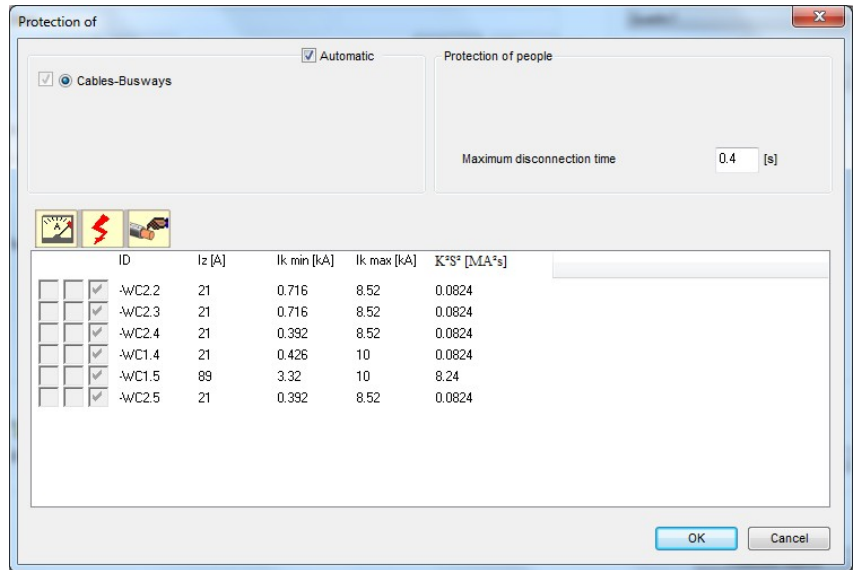 Protection of
Automatic
Protection of people
Cables-Busways
Maximum disconnection time 0.4 [s]
A
ID Iz [A] Ik min [kA] Ik max [kA] K²S² [MA²s]
-WC2.2 21 0.716 8.52 0.0824
-WC2.3 21 0.716 8.52 0.0824
-WC2.4 21 0.392 8.52 0.0824
-WC1.4 21 0.426 10 0.0824
-WC1.5 89 3.32 10 8.24
-WC2.5 21 0.392 8.52 0.0824
OK Cancel